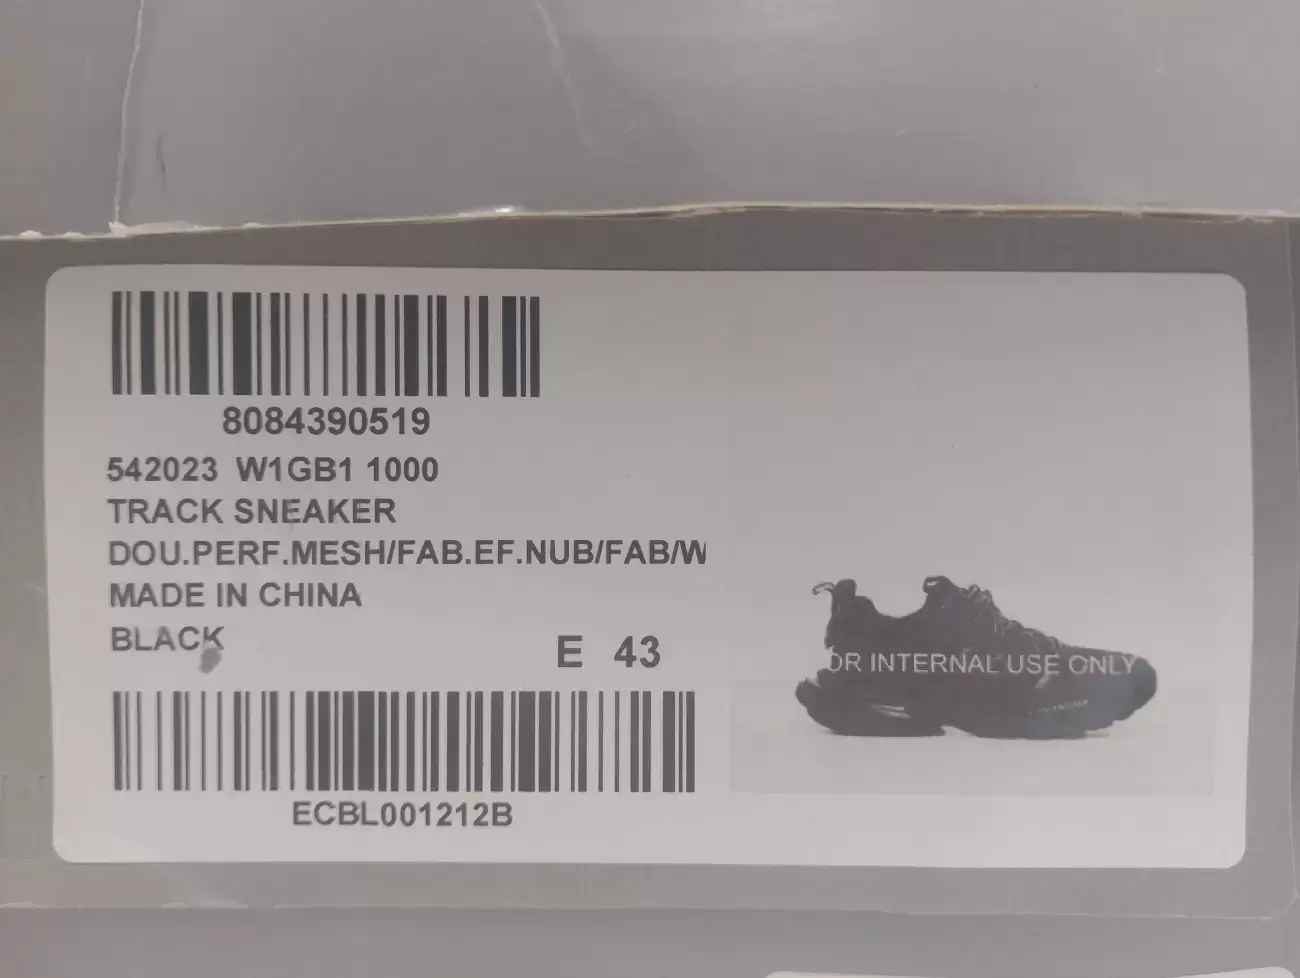 8084390519
542023 W1GB1 1000
TRACK SNEAKER
DOU.PERF.MESH/FAB.EF.NUB/FAB/W
MADE IN CHINA
BLACK
E 43
OR INTERNAL USE ONLY
ECBL001212B